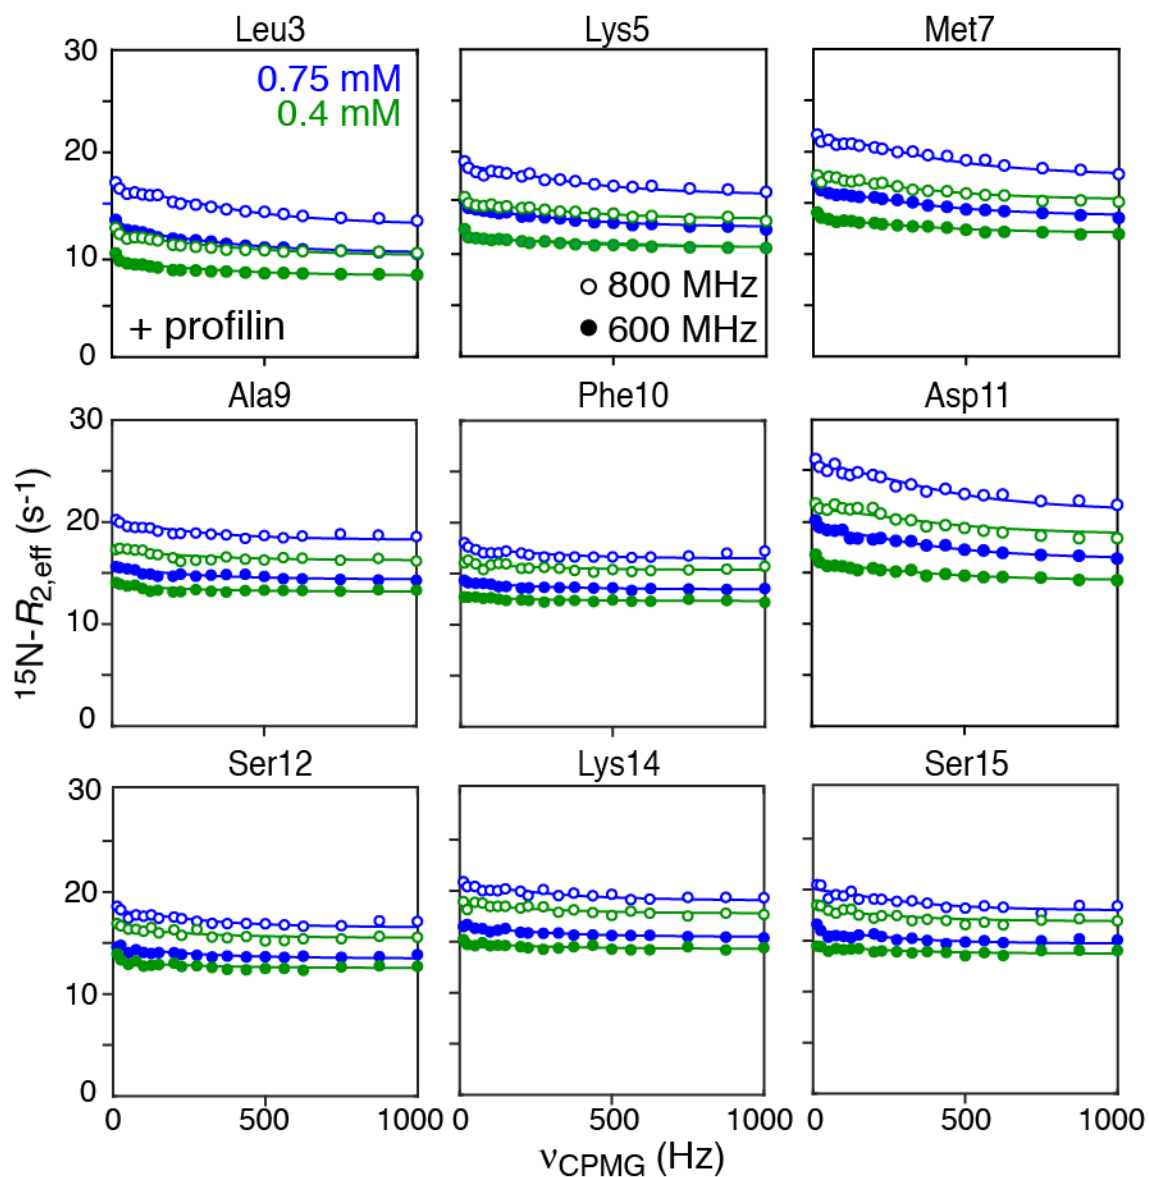 Leu3 Lys5 Met7
30
0.75 mM
0.4 mM
20
10
800 MHz
+ profilin
600 MHz
0
Ala9 Phe10 Asp11
30
20
10
0
¹⁵N-R₂,eff (s⁻¹)
Ser12 Lys14 Ser15
30
20
10
0
0 500 1000 0 500 1000 0 500 1000
νCPMG (Hz)